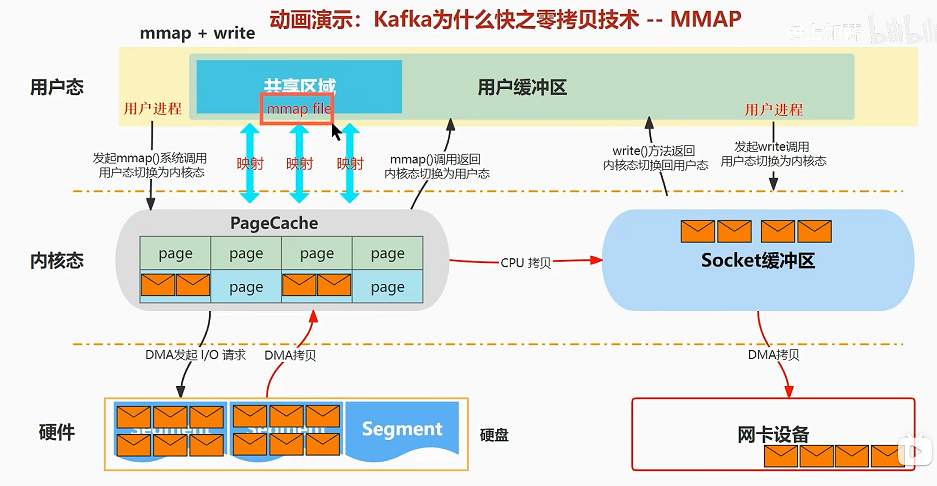 动画演示：Kafka为什么快之零拷贝技术 -- MMAP
mmap + write
用户态
共享区域
mmap file
用户缓冲区
用户进程
用户进程
发起mmap()系统调用
用户态切换为内核态
映射
映射
映射
mmap()调用返回
内核态切换为用户态
write()方法返回
内核态切换回用户态
发起write调用
用户态切换为内核态
内核态
PageCache
page
page
page
page
page
page
CPU 拷贝
Socket缓冲区
DMA发起 I/O 请求
DMA拷贝
DMA拷贝
硬件
Segment
Segment
Segment
硬盘
网卡设备